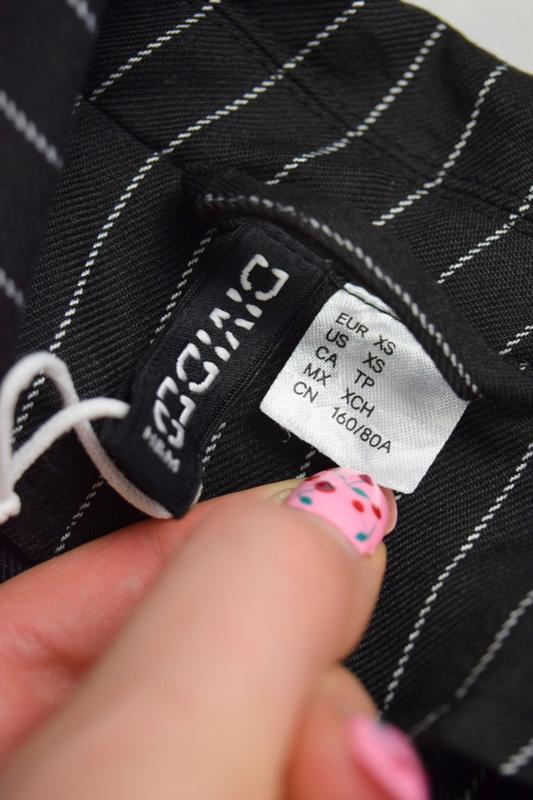 DIVIDED
H&M
EUR XS
US XS
CA TP
MX XCH
CN 160/80A